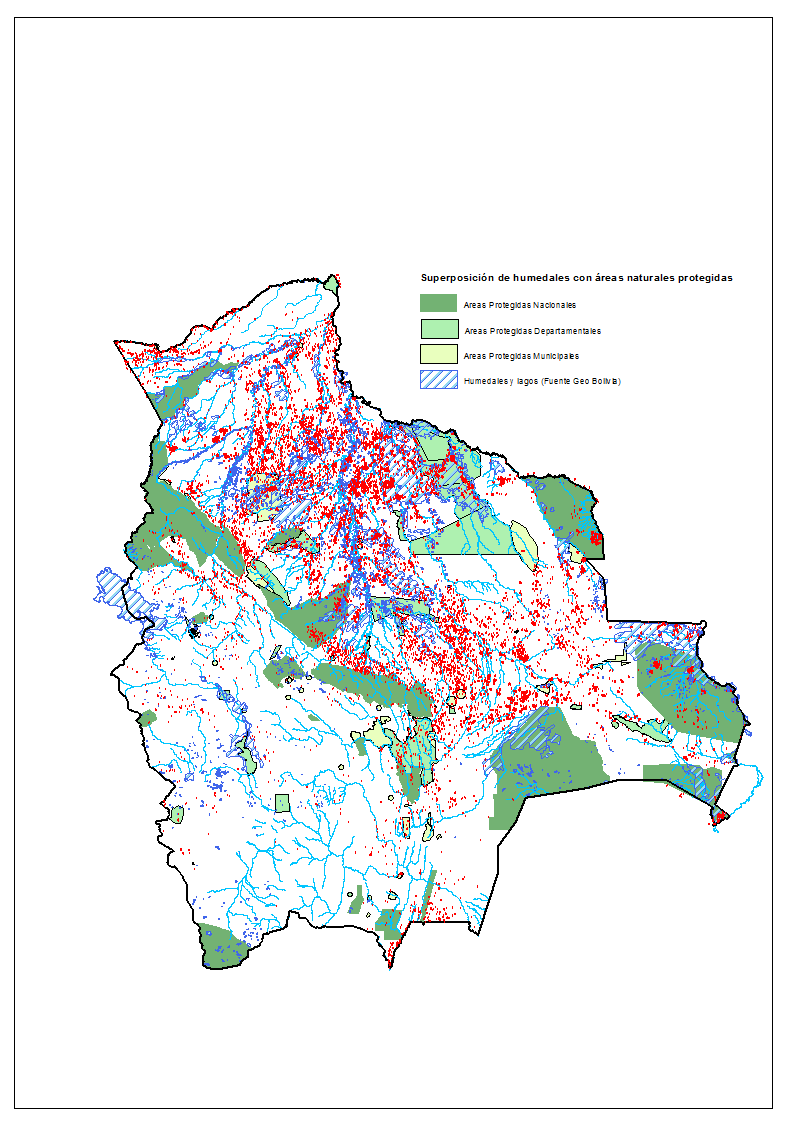 Superposición de humedales con áreas naturales protegidas
Areas Protegidas Nacionales
Areas Protegidas Departamentales
Areas Protegidas Municipales
Humedales y lagos (Fuente Geo Bolivia)